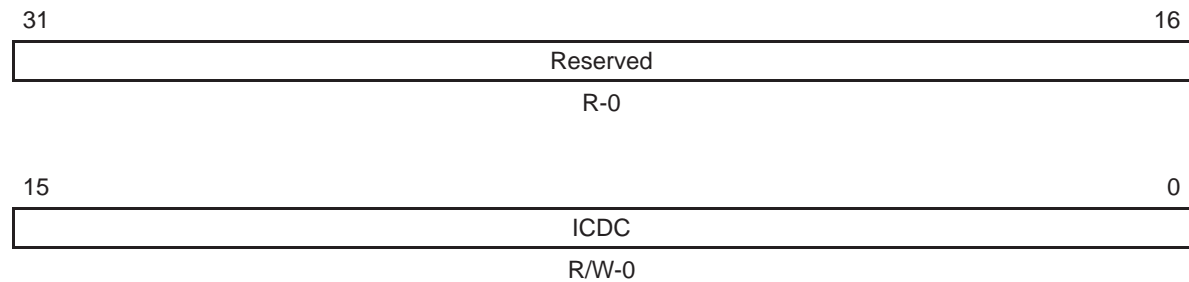 31 16
Reserved
R-0
15 0
ICDC
R/W-0